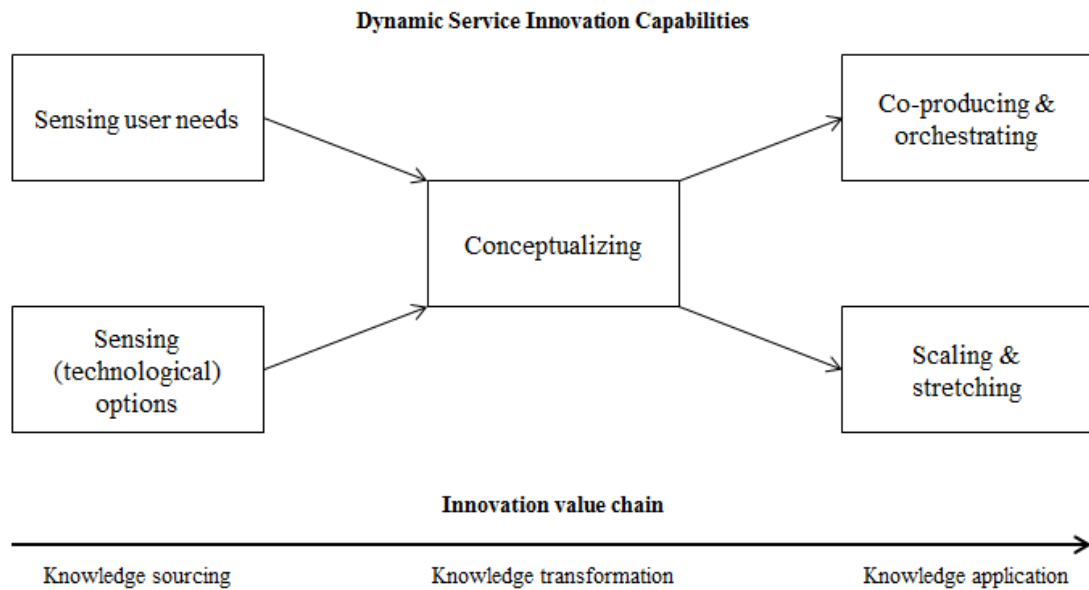 Dynamic Service Innovation Capabilities
Sensing user needs
Co-producing &
orchestrating
Conceptualizing
Sensing
(technological)
options
Scaling &
stretching
Innovation value chain
Knowledge sourcing
Knowledge transformation
Knowledge application